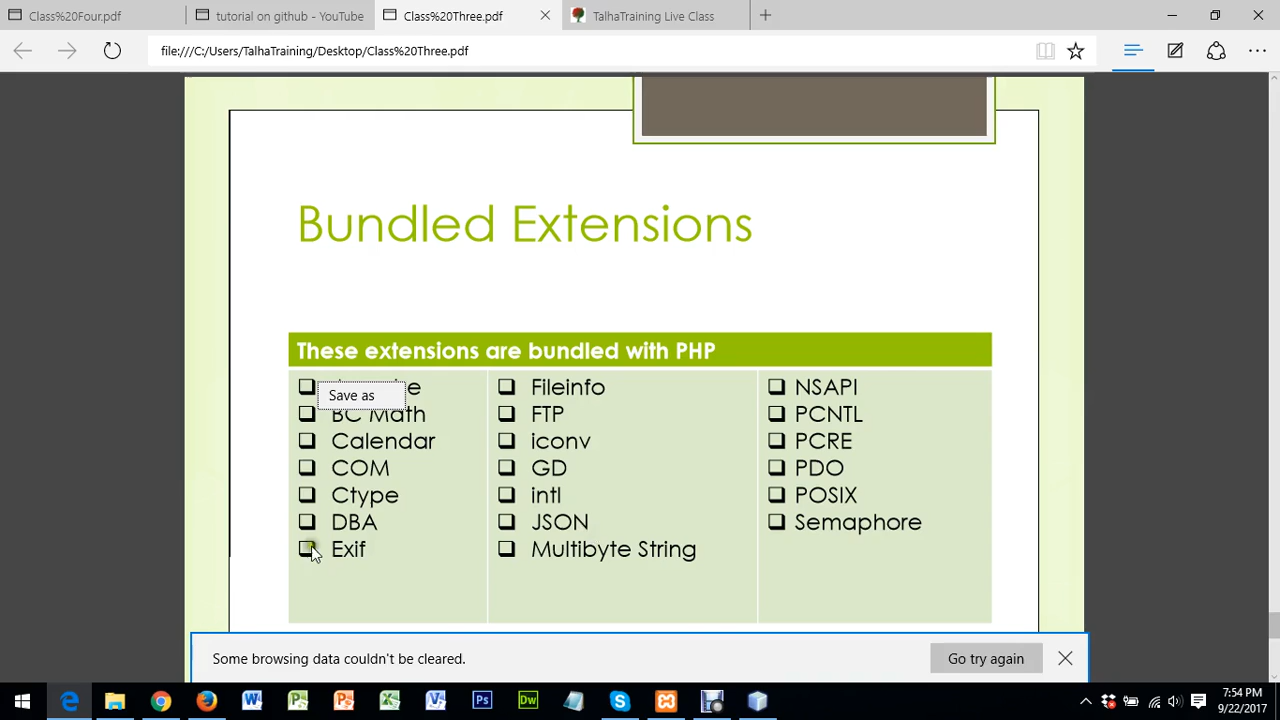 Class%20Four.pdf
tutorial on github - YouTube
Class%20Three.pdf
TalhaTraining Live Class
file:///C:/Users/TalhaTraining/Desktop/Class%20Three.pdf
Bundled Extensions
These extensions are bundled with PHP
Save as
BC Math
Calendar
COM
Ctype
DBA
Exif
Fileinfo
FTP
iconv
GD
intl
JSON
Multibyte String
NSAPI
PCNTL
PCRE
PDO
POSIX
Semaphore
Some browsing data couldn't be cleared.
Go try again
7:54 PM
9/22/2017